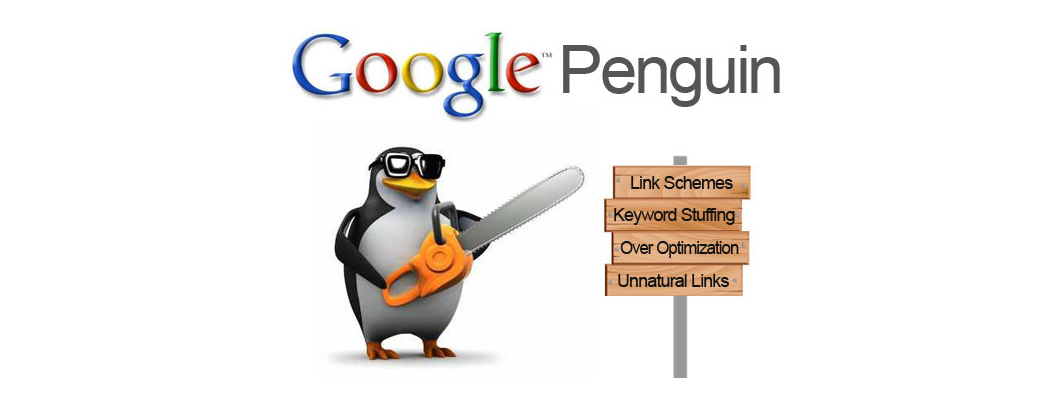 Google™ Penguin
Link Schemes
Keyword Stuffing
Over Optimization
Unnatural Links